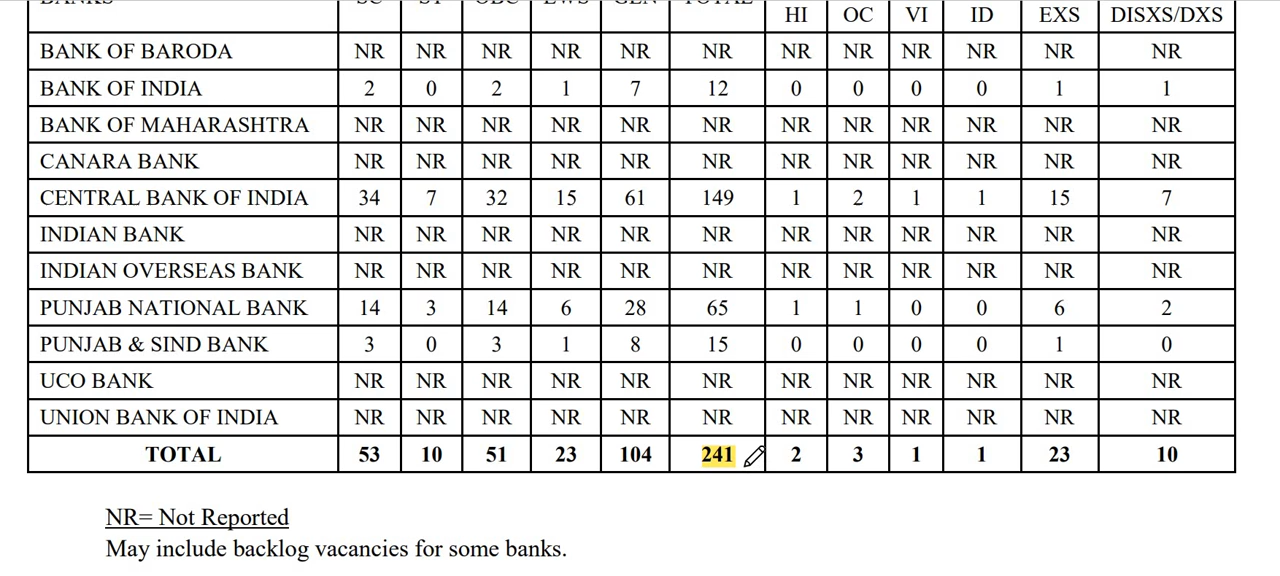 HI OC VI ID EXS DISXS/DXS
BANK OF BARODA NR NR NR NR NR NR NR NR NR NR NR NR
BANK OF INDIA 2 0 2 1 7 12 0 0 0 0 1 1
BANK OF MAHARASHTRA NR NR NR NR NR NR NR NR NR NR NR NR
CANARA BANK NR NR NR NR NR NR NR NR NR NR NR NR
CENTRAL BANK OF INDIA 34 7 32 15 61 149 1 2 1 1 15 7
INDIAN BANK NR NR NR NR NR NR NR NR NR NR NR NR
INDIAN OVERSEAS BANK NR NR NR NR NR NR NR NR NR NR NR NR
PUNJAB NATIONAL BANK 14 3 14 6 28 65 1 1 0 0 6 2
PUNJAB & SIND BANK 3 0 3 1 8 15 0 0 0 0 1 0
UCO BANK NR NR NR NR NR NR NR NR NR NR NR NR
UNION BANK OF INDIA NR NR NR NR NR NR NR NR NR NR NR NR
TOTAL 53 10 51 23 104 241 2 3 1 1 23 10
NR= Not Reported
May include backlog vacancies for some banks.